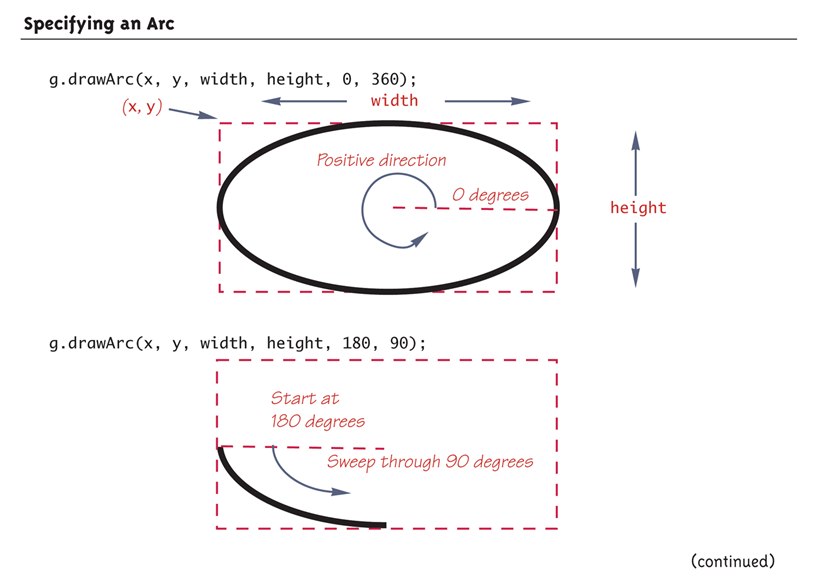 Specifying an Arc
g.drawArc(x, y, width, height, 0, 360);
(x, y)
width
Positive direction
0 degrees
height
g.drawArc(x, y, width, height, 180, 90);
Start at
180 degrees
Sweep through 90 degrees
(continued)